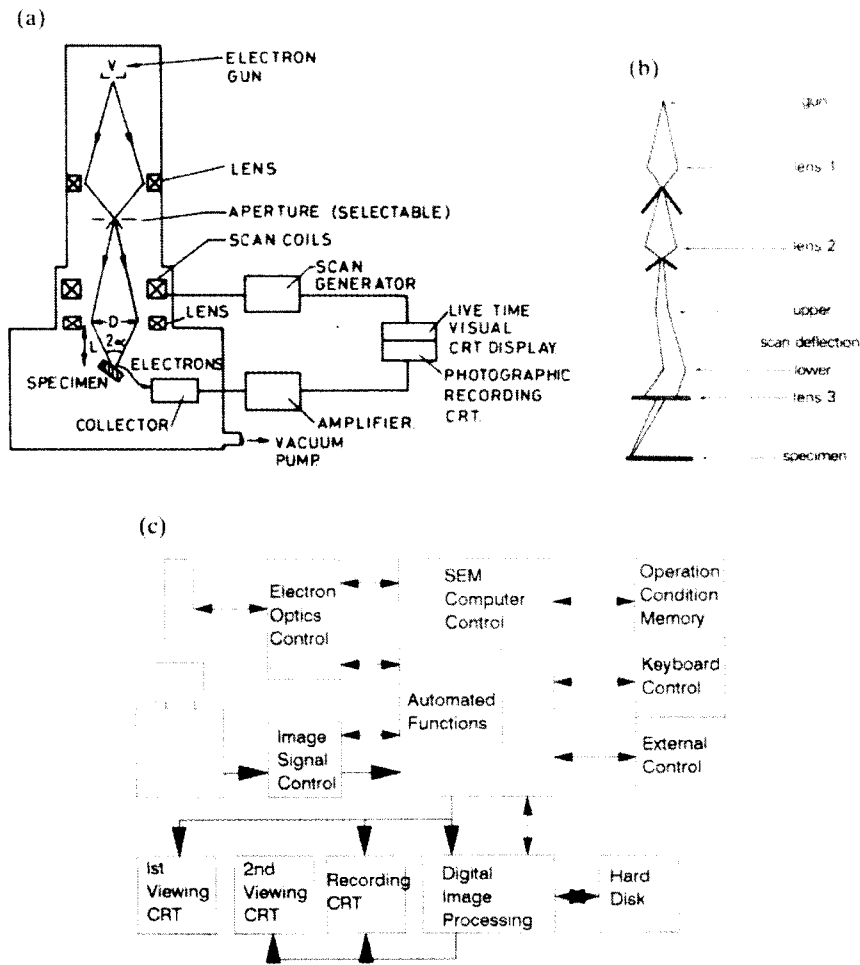 (a)
V
ELECTRON
GUN
LENS
APERTURE (SELECTABLE)
SCAN COILS
SCAN
GENERATOR
LENS
D
2α
L
ELECTRONS
SPECIMEN
COLLECTOR
AMPLIFIER.
LIVE TIME
VISUAL
CRT DISPLAY.
PHOTOGRAPHIC
RECORDING
CRT.
VACUUM
PUMP.
(b)
gun
lens 1
lens 2
upper
scan deflection
lower
lens 3
specimen
(c)
Electron
Optics
Control
SEM
Computer
Control
Operation
Condition
Memory
Keyboard
Control
Automated
Functions
Image
Signal
Control
External
Control
Ist
Viewing
CRT
2nd
Viewing
CRT
Recording
CRT
Digital
Image
Processing
Hard
Disk